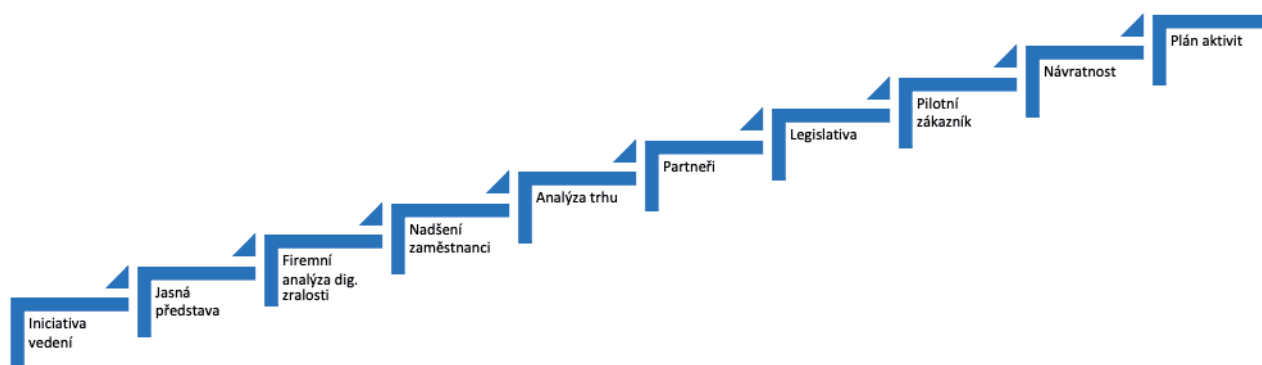 Iniciativa
vedení
Jasná
představa
Firemní
analýza dig.
zralosti
Nadšení
zaměstnanci
Analýza trhu
Partneři
Legislativa
Pilotní
zákazník
Návratnost
Plán aktivit